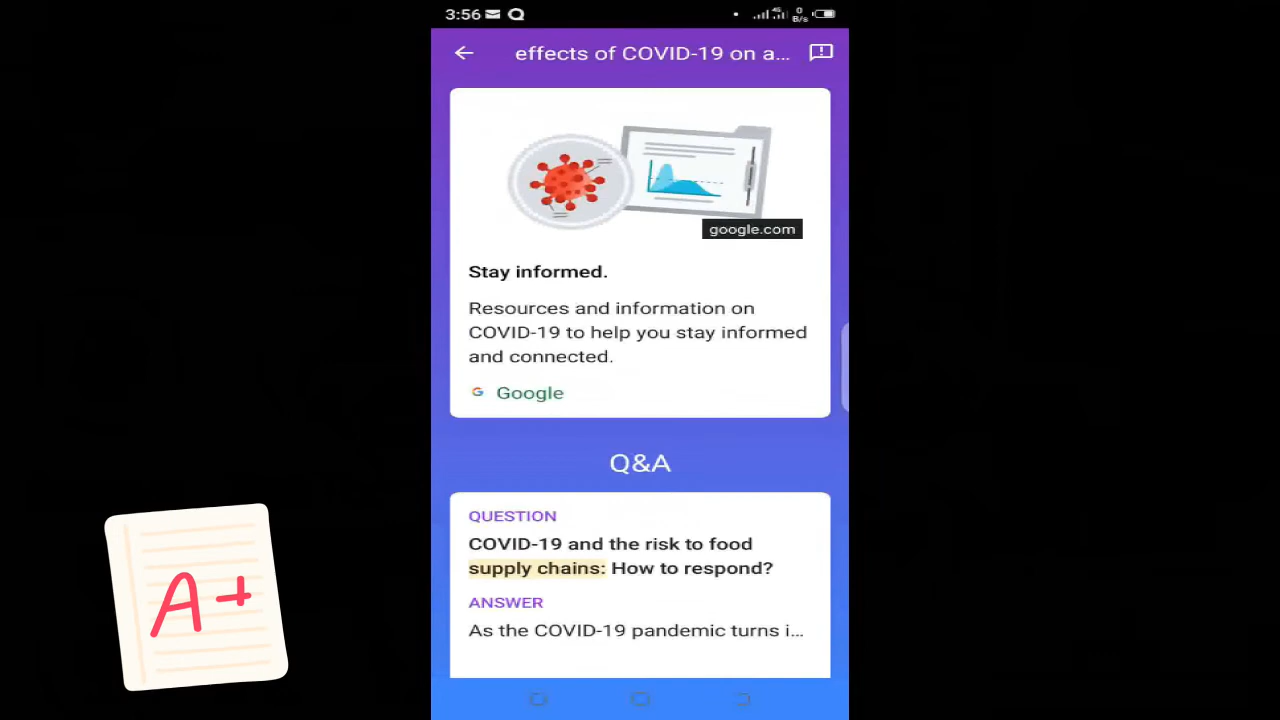 3:56
4G
0
B/s
effects of COVID-19 on a...
google.com
Stay informed.
Resources and information on
COVID-19 to help you stay informed
and connected.
G Google
Q&A
QUESTION
COVID-19 and the risk to food
supply chains: How to respond?
ANSWER
As the COVID-19 pandemic turns i...
A+